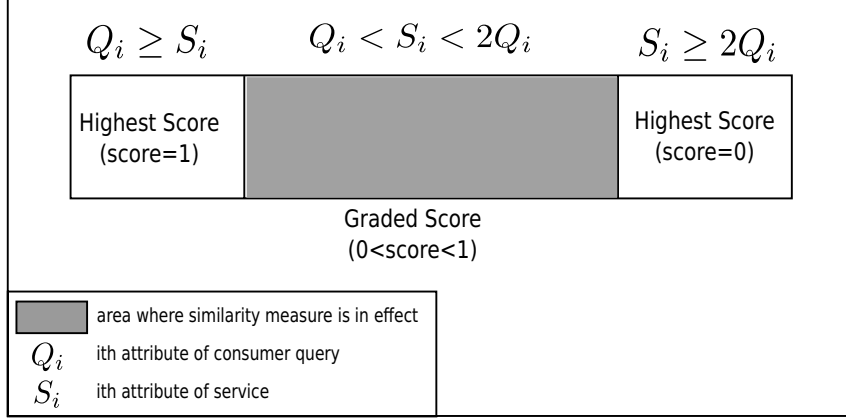 Q_i ≥ S_i
Q_i < S_i < 2Q_i
S_i ≥ 2Q_i
Highest Score
(score=1)
Highest Score
(score=0)
Graded Score
(0<score<1)
area where similarity measure is in effect
Q_i ith attribute of consumer query
S_i ith attribute of service